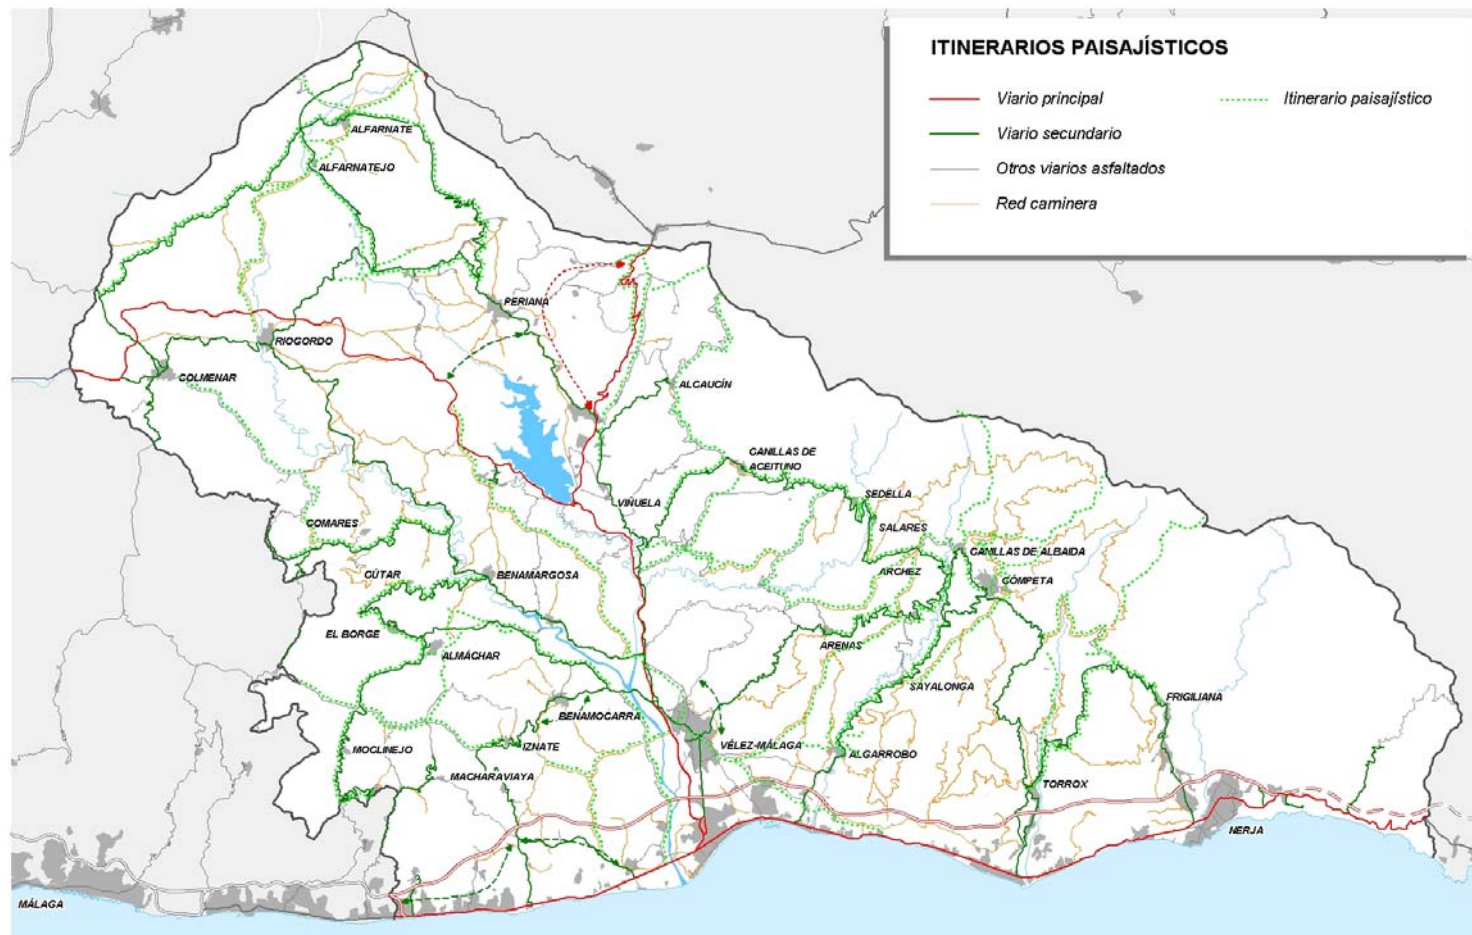 ITINERARIOS PAISAJÍSTICOS
Viario principal
Itinerario paisajístico
Viario secundario
Otros viarios asfaltados
Red caminera
ALFARNATE
ALFARNATEJO
PERIANA
RIOGORDO
COLMENAR
ALCAUCÍN
CANILLAS DE
ACEITUNO
VIÑUELA
SEDELLA
COMARES
SALARES
CANILLAS DE ALBAIDA
CÚTAR
BENAMARGOSA
ARCHEZ
CÓMPETA
EL BORGE
ALMÁCHAR
ARENAS
SAYALONGA
FRIGILIANA
BENAMOCARRA
MOCLINEJO
IZNATE
VÉLEZ-MÁLAGA
ALGARROBO
MACHARAVIAYA
TORROX
NERJA
MÁLAGA